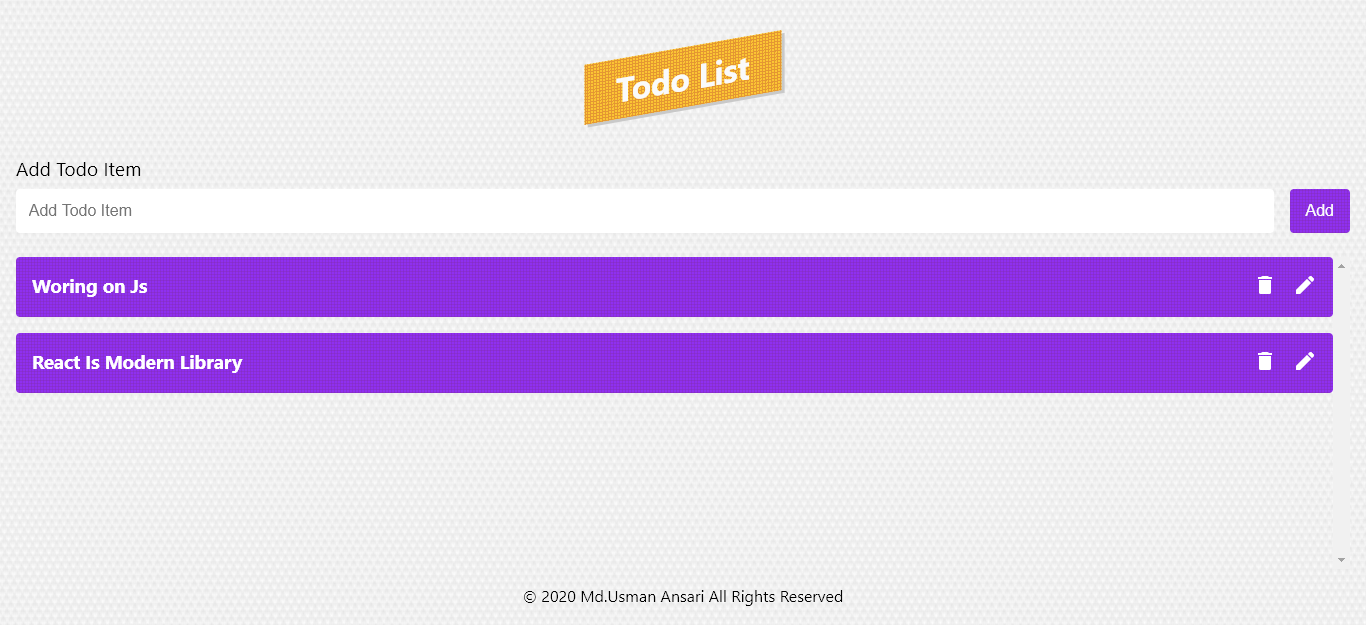 Todo List
Add Todo Item
Add Todo Item
Add
Woring on Js
React Is Modern Library
© 2020 Md.Usman Ansari All Rights Reserved